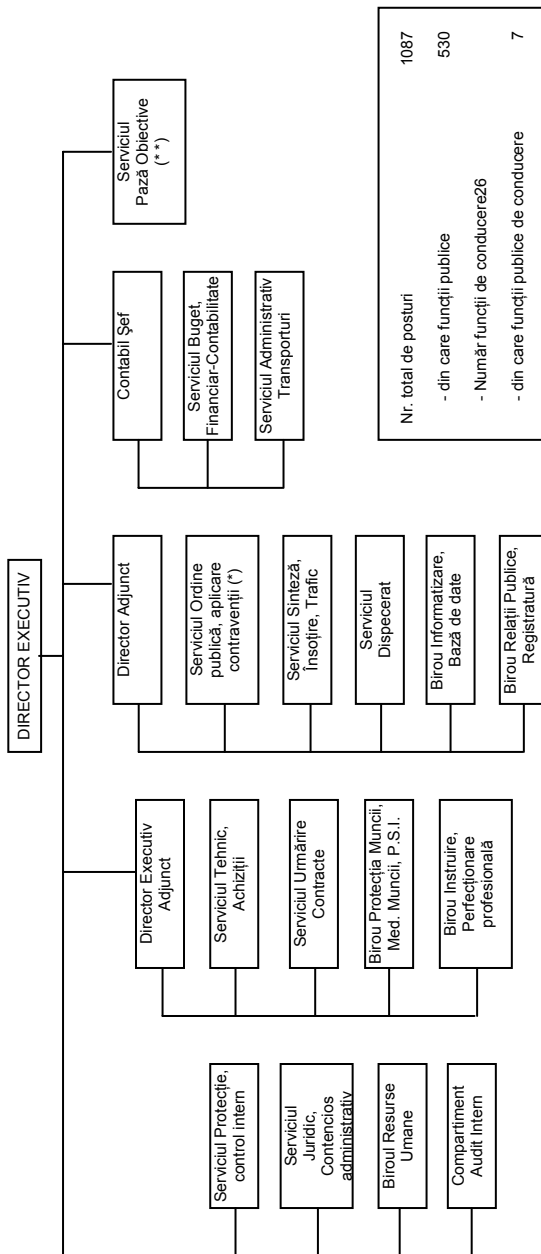 DIRECTOR EXECUTIV
Serviciul Protecție,
control intern
Serviciul
Juridic,
Contencios
administrativ
Biroul Resurse
Umane
Compartiment
Audit Intern
Director Executiv
Adjunct
Serviciul Tehnic,
Achiziții
Serviciul Urmărire
Contracte
Birou Protecția Muncii,
Med. Muncii, P.S.I.
Birou Instruire,
Perfecționare
profesională
Director Adjunct
Serviciul Ordine
publică, aplicare
contravenții (*)
Serviciul Sinteză,
Însoțire, Trafic
Serviciul
Dispecerat
Birou Informatizare,
Bază de date
Birou Relații Publice,
Registratură
Contabil Șef
Serviciul Buget,
Financiar-Contabilitate
Serviciul Administrativ
Transporturi
Serviciul
Pază Obiective
(**)
Nr. total de posturi 1087
- din care funcții publice 530
- Număr funcții de conducere26
- din care funcții publice de conducere 7